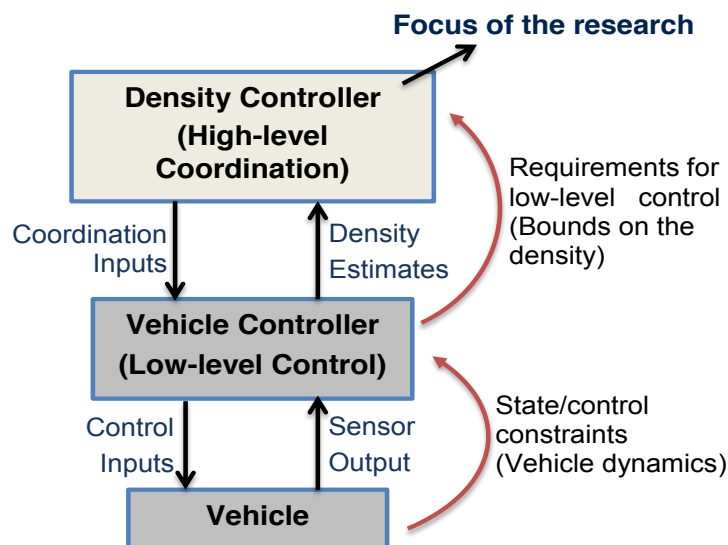 Focus of the research
Density Controller
(High-level
Coordination)
Requirements for
low-level control
(Bounds on the
density)
Coordination
Inputs
Density
Estimates
Vehicle Controller
(Low-level Control)
State/control
constraints
(Vehicle dynamics)
Control
Inputs
Sensor
Output
Vehicle